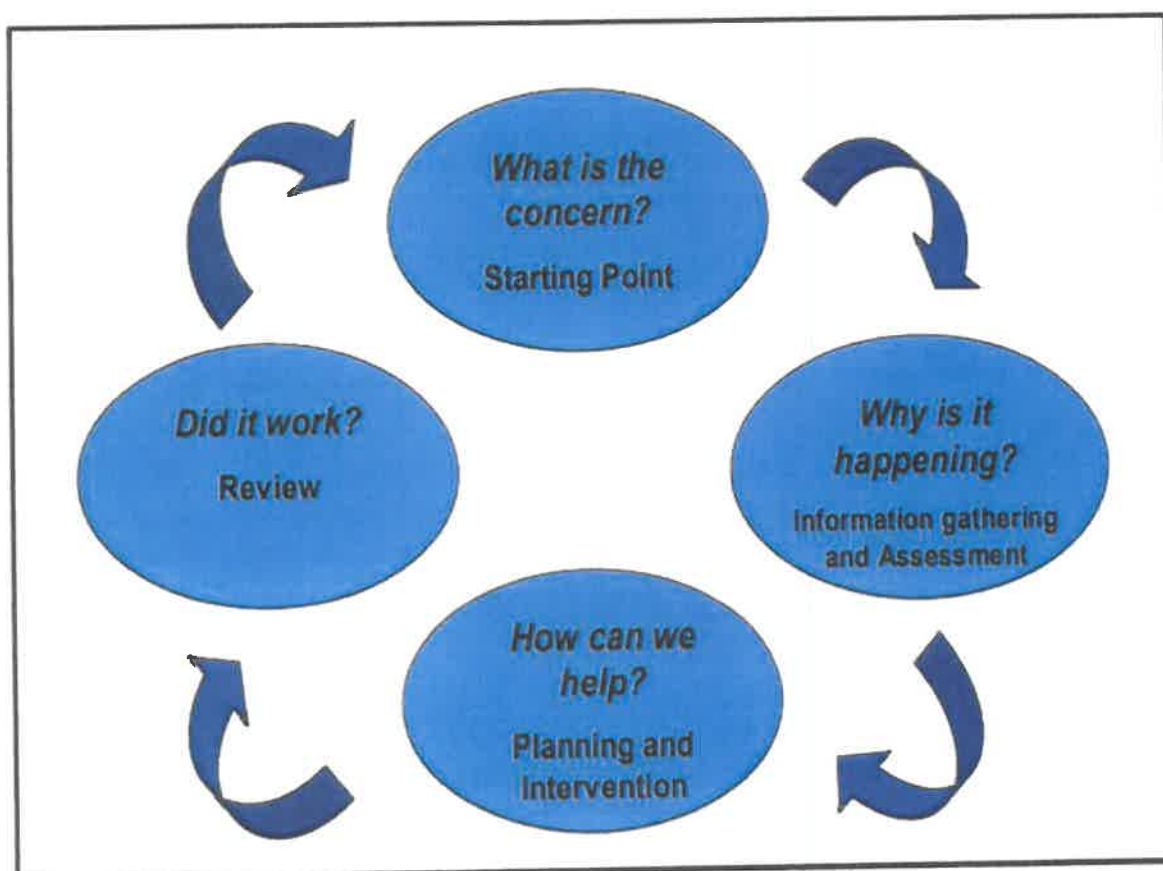 What is the
concern?
Starting Point
Why is it
happening?
Information gathering
and Assessment
How can we
help?
Planning and
Intervention
Did it work?
Review